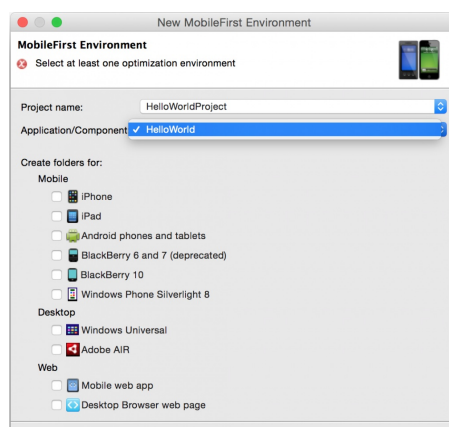 New MobileFirst Environment
MobileFirst Environment
Select at least one optimization environment
Project name: HelloWorldProject
Application/Component ✓ HelloWorld
Create folders for:
Mobile
iPhone
iPad
Android phones and tablets
BlackBerry 6 and 7 (deprecated)
BlackBerry 10
Windows Phone Silverlight 8
Desktop
Windows Universal
Adobe AIR
Web
Mobile web app
Desktop Browser web page